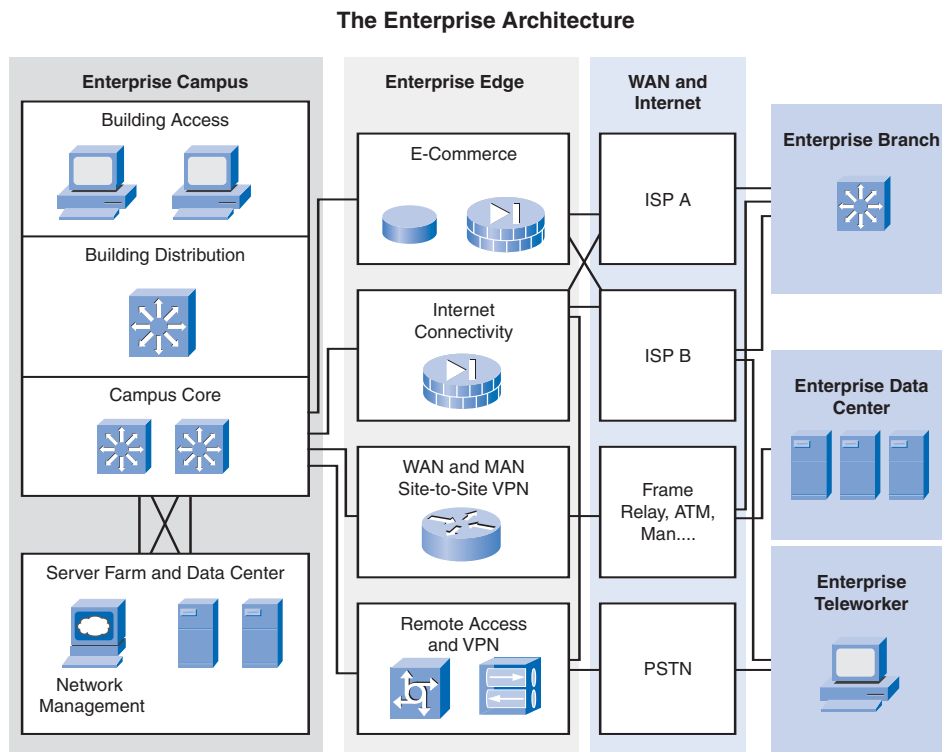 The Enterprise Architecture
Enterprise Campus
Building Access
Building Distribution
Campus Core
Server Farm and Data Center
Network
Management
Enterprise Edge
E-Commerce
Internet
Connectivity
WAN and MAN
Site-to-Site VPN
Remote Access
and VPN
WAN and
Internet
ISP A
ISP B
Frame
Relay, ATM,
Man....
PSTN
Enterprise Branch
Enterprise Data
Center
Enterprise
Teleworker